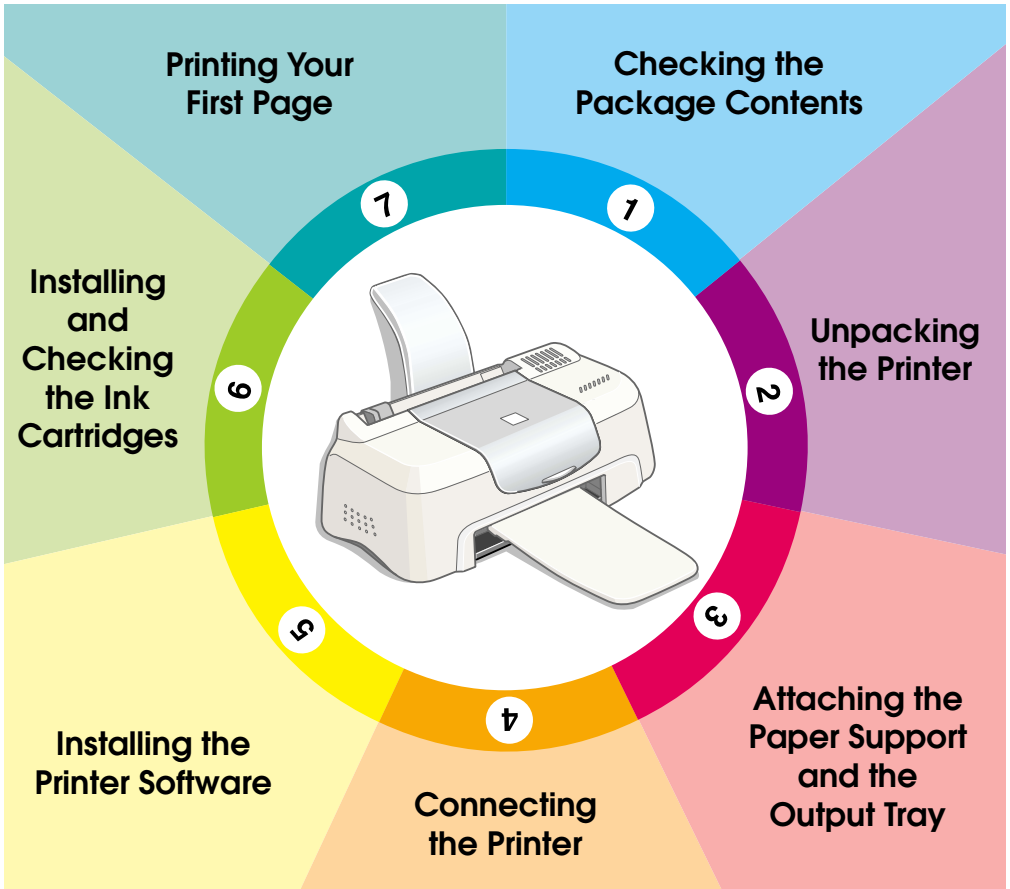 1
Checking the
Package Contents
2
Unpacking
the Printer
3
Attaching the
Paper Support
and the
Output Tray
4
Connecting
the Printer
5
Installing the
Printer Software
6
Installing
and
Checking
the Ink
Cartridges
7
Printing Your
First Page